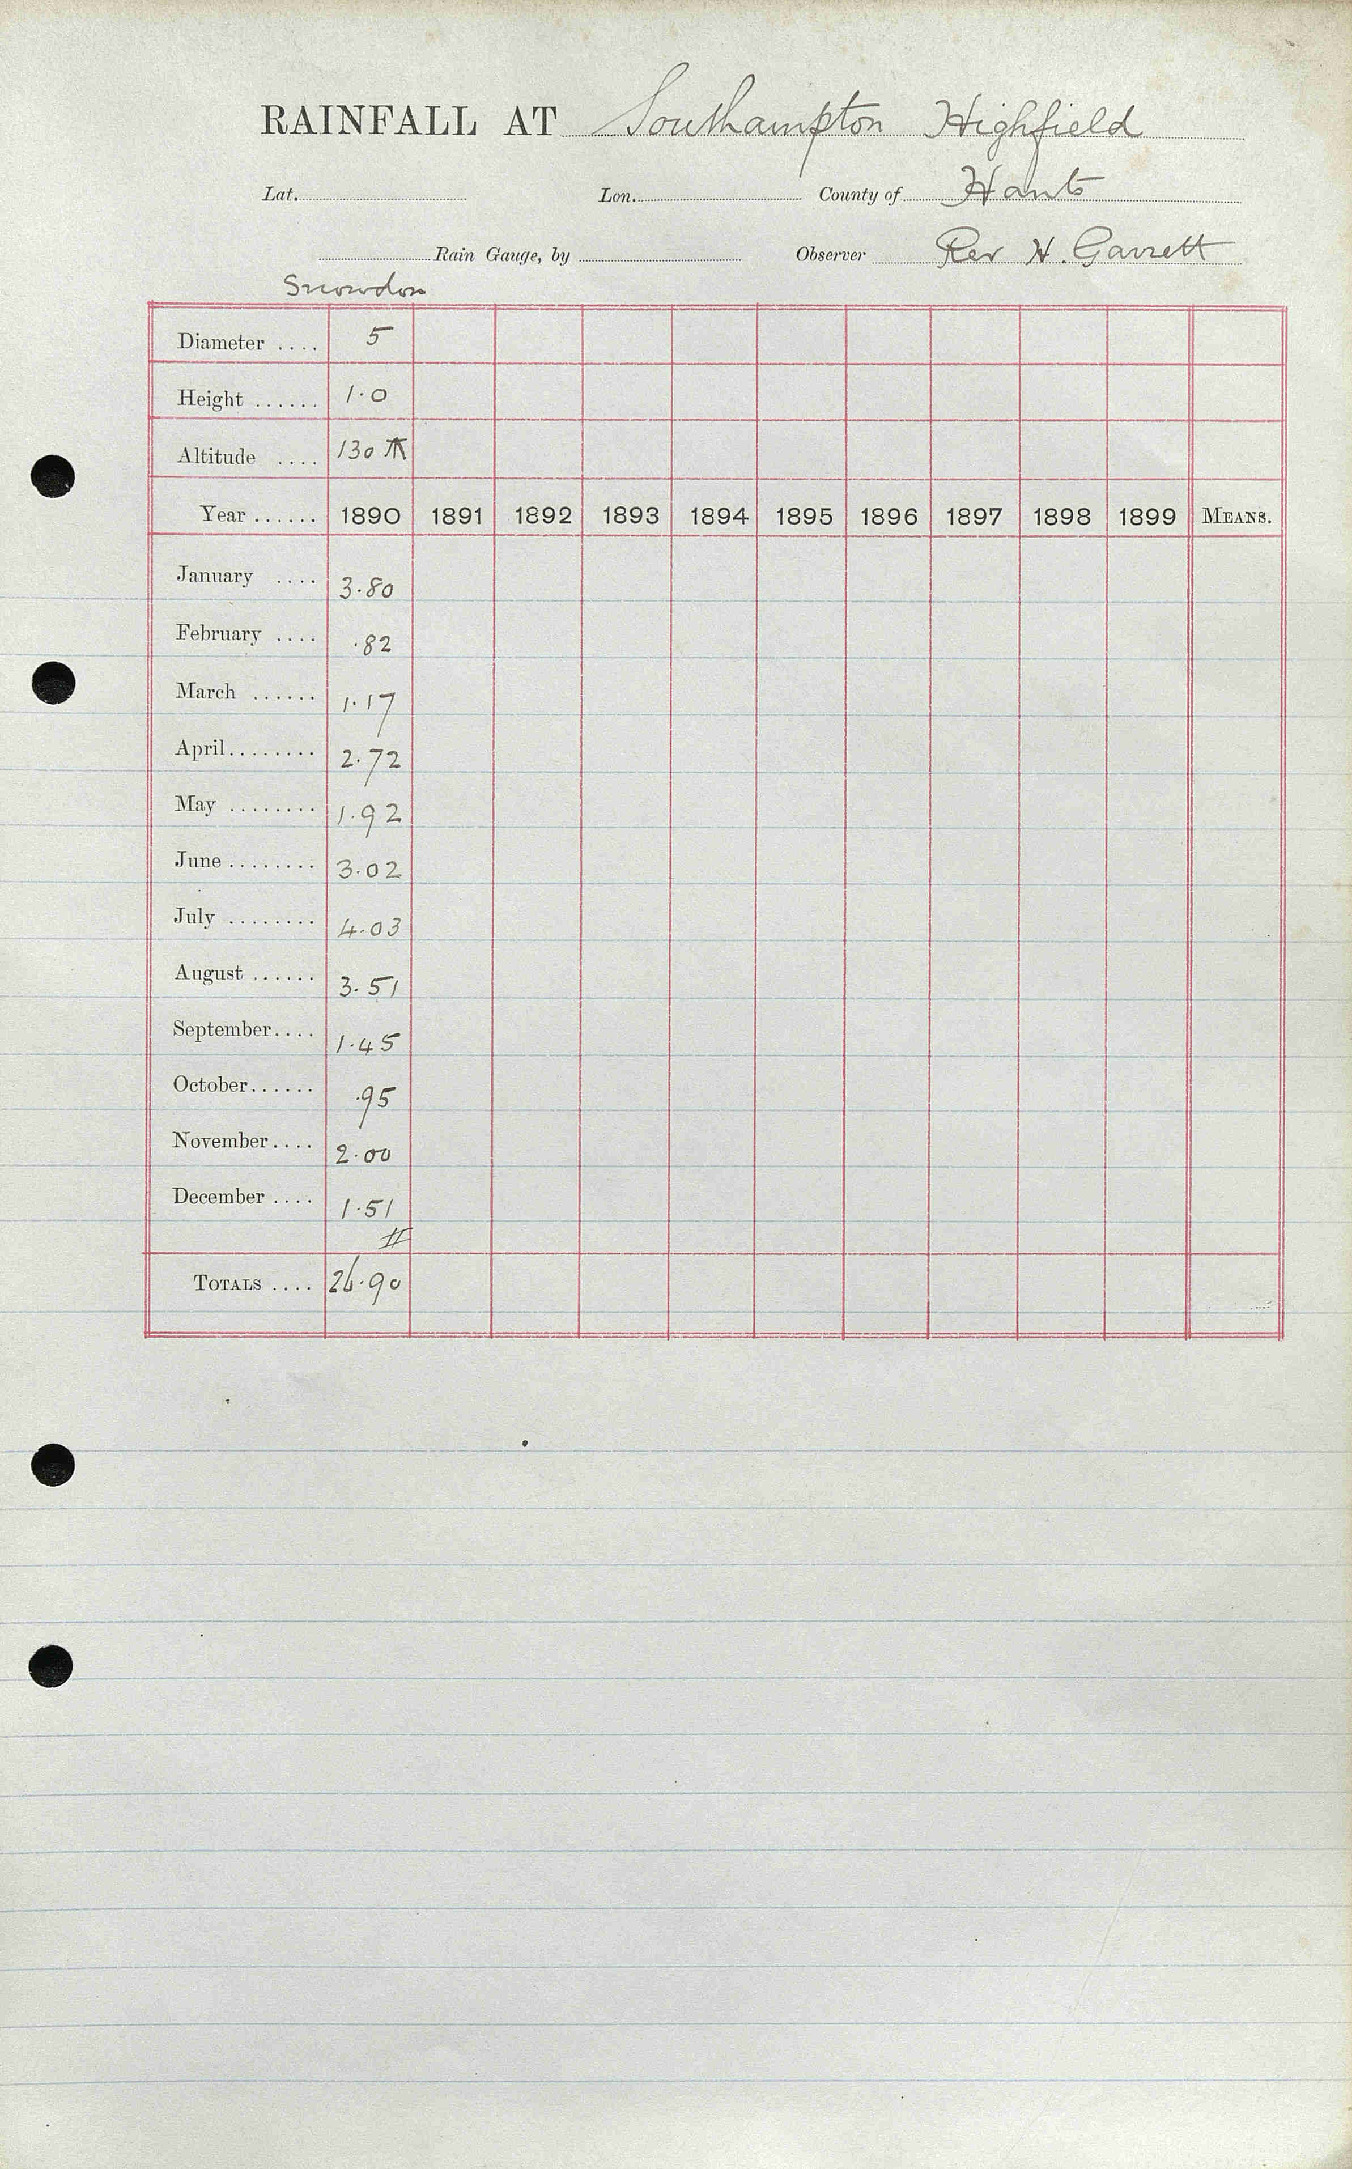 RAINFALL AT Southampton Highfield
Lat. Lon. County of Hants
Rain Gauge, by Observer Rev H. Garrett
Snowdon
Diameter .... 5
Height ...... 1.0
Altitude .... 130
Year ...... 1890 1891 1892 1893 1894 1895 1896 1897 1898 1899 MEANS.
January .... 3.80
February .... .82
March ...... 1.17
April ........ 2.72
May ........ 1.92
June ........ 3.02
July ........ 4.03
August ...... 3.51
September .... 1.45
October ...... .95
November .... 2.00
December .... 1.51
TOTALS .... 26.90